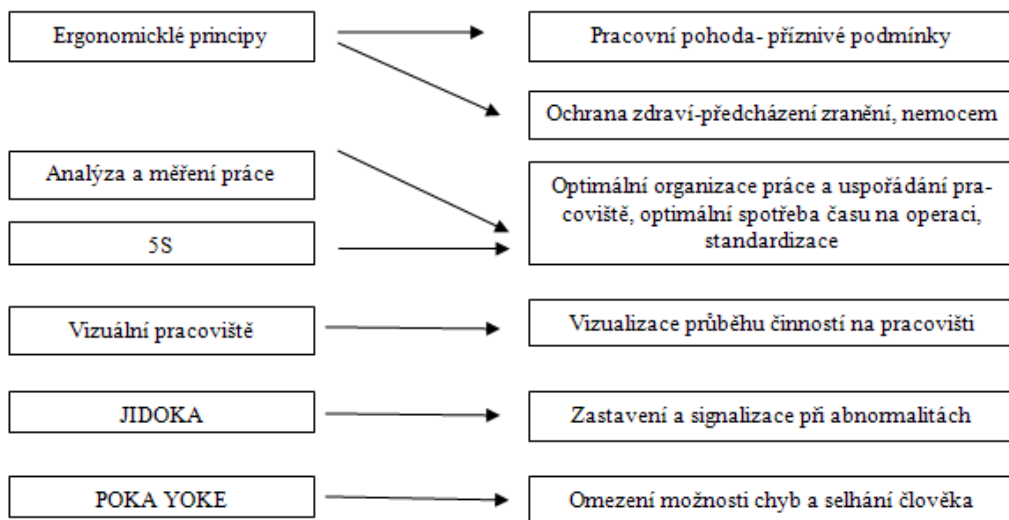 Ergonomicklé principy
Pracovní pohoda- příznivé podmínky
Ochrana zdraví-předcházení zranění, nemocem
Analýza a měření práce
Optimální organizace práce a uspořádání pra-
coviště, optimální spotřeba času na operaci,
standardizace
5S
Vizuální pracoviště
Vizualizace průběhu činností na pracovišti
JIDOKA
Zastavení a signalizace při abnormalitách
POKA YOKE
Omezení možnosti chyb a selhání člověka